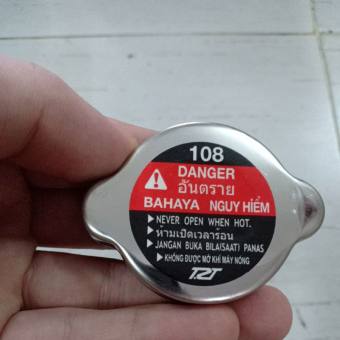 108
DANGER
อันตราย
BAHAYA NGUY HIỂM
▶ NEVER OPEN WHEN HOT.
▶ ห้ามเปิดเวลาร้อน
▶ JANGAN BUKA BILA(SAAT) PANAS
▶ KHÔNG ĐƯỢC MỞ KHI MÁY NÓNG